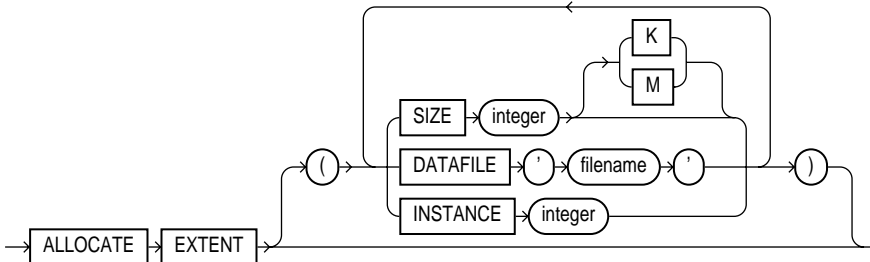 K
M
SIZE integer
( DATAFILE ' filename ' )
INSTANCE integer
ALLOCATE EXTENT